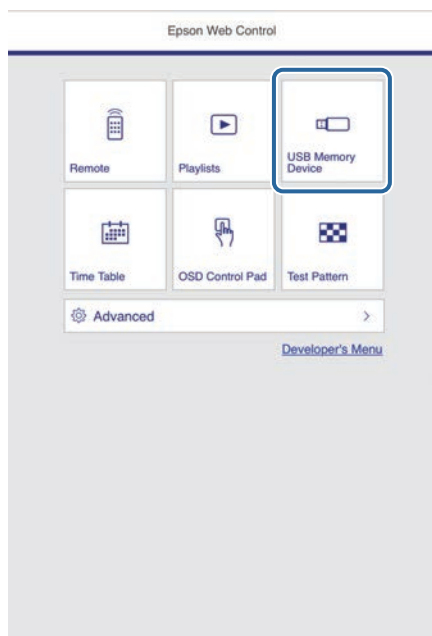 Epson Web Control
Remote
Playlists
USB Memory
Device
Time Table
OSD Control Pad
Test Pattern
Advanced
Developer's Menu